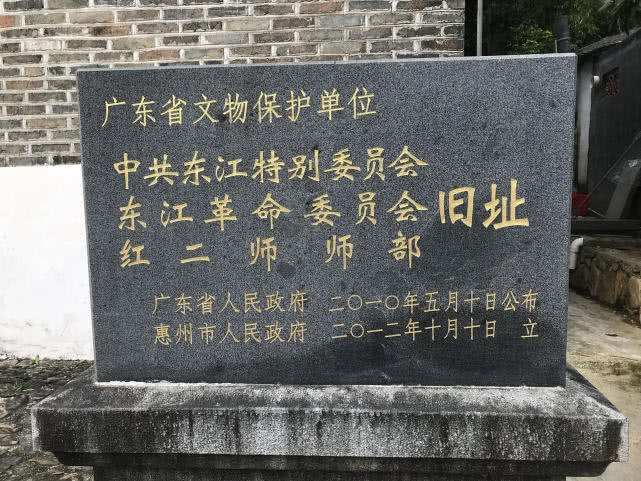 广东省文物保护单位
中共东江特别委员会
东江革命委员会旧址
红二师师部
广东省人民政府 二〇一〇年五月十日公布
惠州市人民政府 二〇一二年十月十日 立